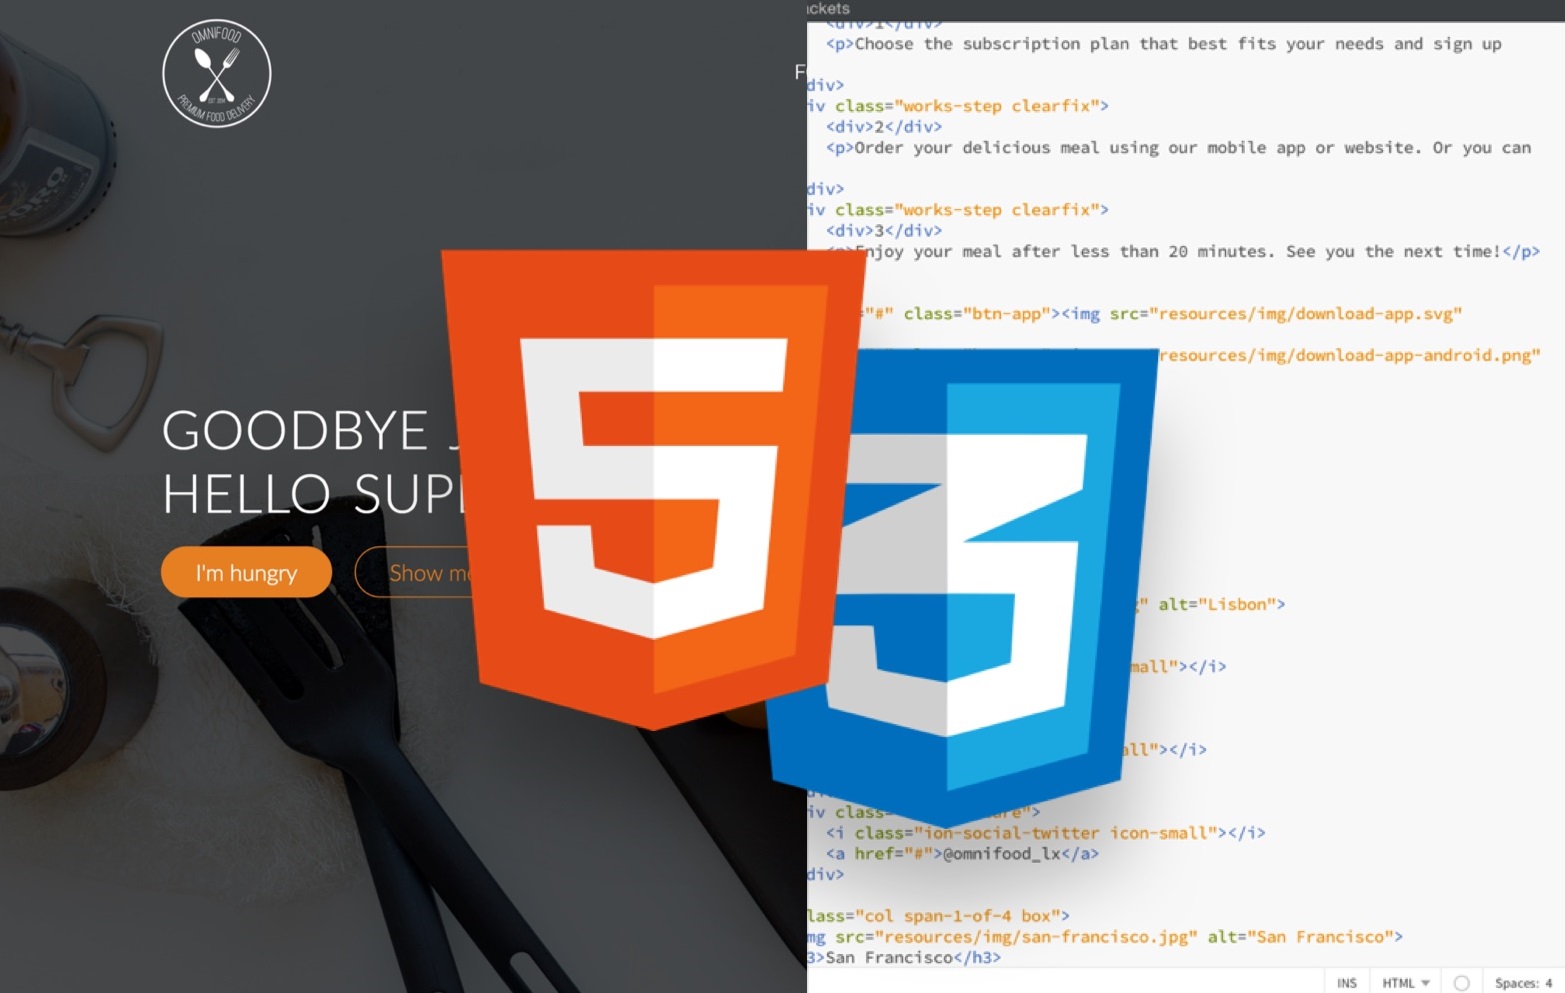 OMNIFOOD
EST 2014
PREMIUM FOOD DELIVERY
GOODBYE J
HELLO SUP
I'm hungry
Show me
5
3
ckets
<div>1</div>
<p>Choose the subscription plan that best fits your needs and sign up
div>
iv class="works-step clearfix">
<div>2</div>
<p>Order your delicious meal using our mobile app or website. Or you can
div>
iv class="works-step clearfix">
<div>3</div>
<p>Enjoy your meal after less than 20 minutes. See you the next time!</p>
="#" class="btn-app"><img src="resources/img/download-app.svg"
resources/img/download-app-android.png"
" alt="Lisbon">
mall"></i>
all"></i>
iv class=
<i class="ion-social-twitter icon-small"></i>
<a href="#">@omnifood_lx</a>
div>
lass="col span-1-of-4 box">
mg src="resources/img/san-francisco.jpg" alt="San Francisco">
3>San Francisco</h3>
INS HTML Spaces: 4